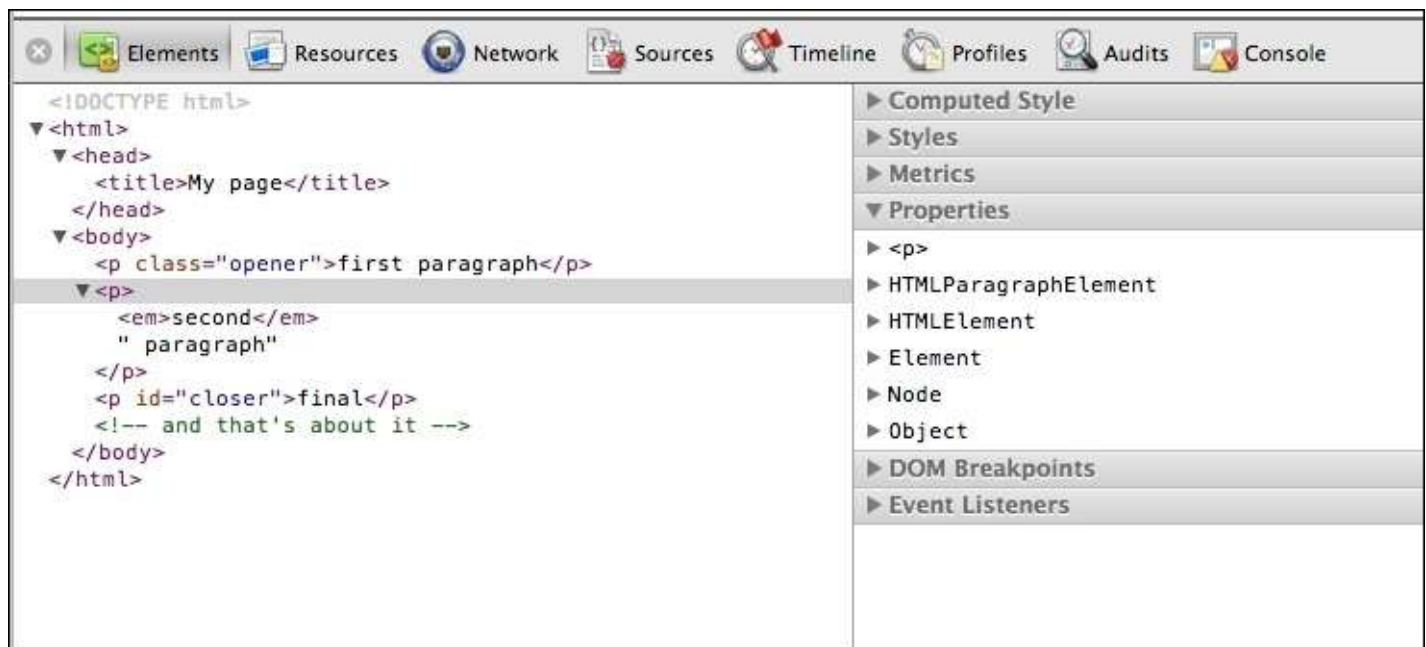 Elements Resources Network Sources Timeline Profiles Audits Console
<!DOCTYPE html>
<html>
<head>
<title>My page</title>
</head>
<body>
<p class="opener">first paragraph</p>
<p>
<em>second</em>
" paragraph"
</p>
<p id="closer">final</p>
<!-- and that's about it -->
</body>
</html>
Computed Style
Styles
Metrics
Properties
<p>
HTMLParagraphElement
HTMLElement
Element
Node
Object
DOM Breakpoints
Event Listeners